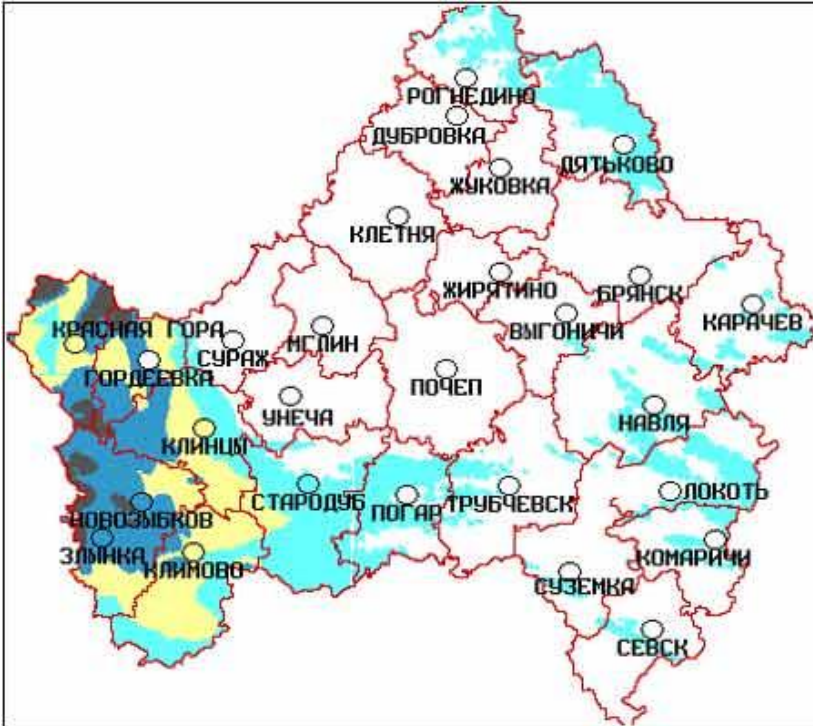 РОГНЕДИНО
ДУБРОВКА
ДЯТЬКОВО
ЖУКОВКА
КЛЕТНЯ
ЖИРЯТИНО
БРЯНСК
КАРАЧЕВ
ВЫГОНИЧИ
КРАСНАЯ ГОРА
СУРАЖ
МГЛИН
ГОРДЕЕВКА
ПОЧЕП
УНЕЧА
НАВЛЯ
КЛИНЦЫ
СТАРОДУБ
ПОГАР
ТРУБЧЕВСК
ЛОКОТЬ
НОВОЗЫБКОВ
ЗЛЫНКА
КЛИМОВО
КОМАРИЧИ
СУЗЕМКА
СЕВСК